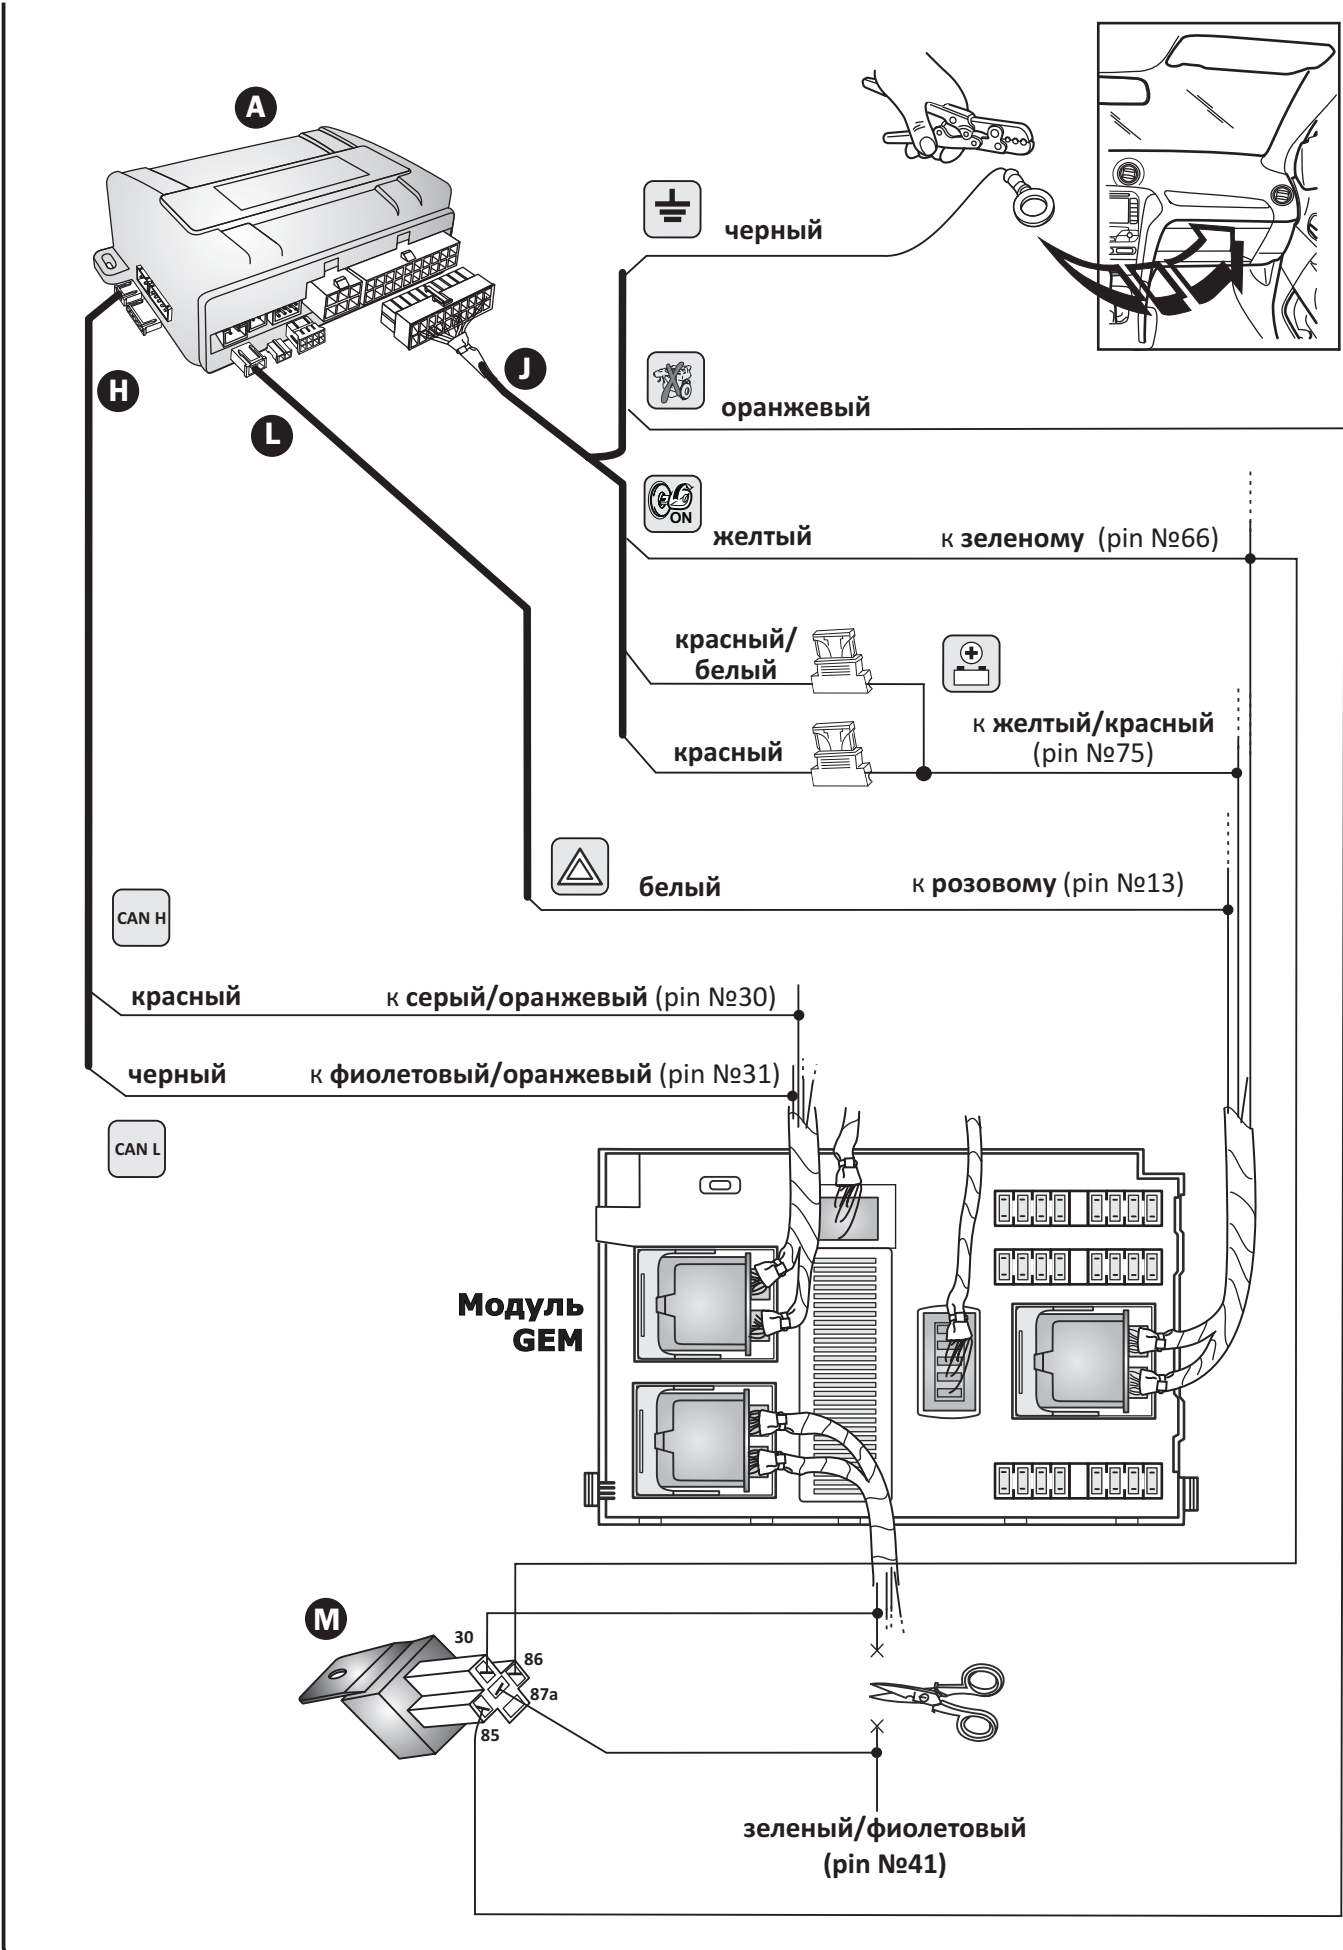 A
черный
H
J
L
оранжевый
ON
желтый
к зеленому (pin №66)
красный/
белый
к желтый/красный
(pin №75)
красный
белый
к розовому (pin №13)
CAN H
красный
к серый/оранжевый (pin №30)
черный
к фиолетовый/оранжевый (pin №31)
CAN L
Модуль
GEM
M
30
86
87a
85
зеленый/фиолетовый
(pin №41)